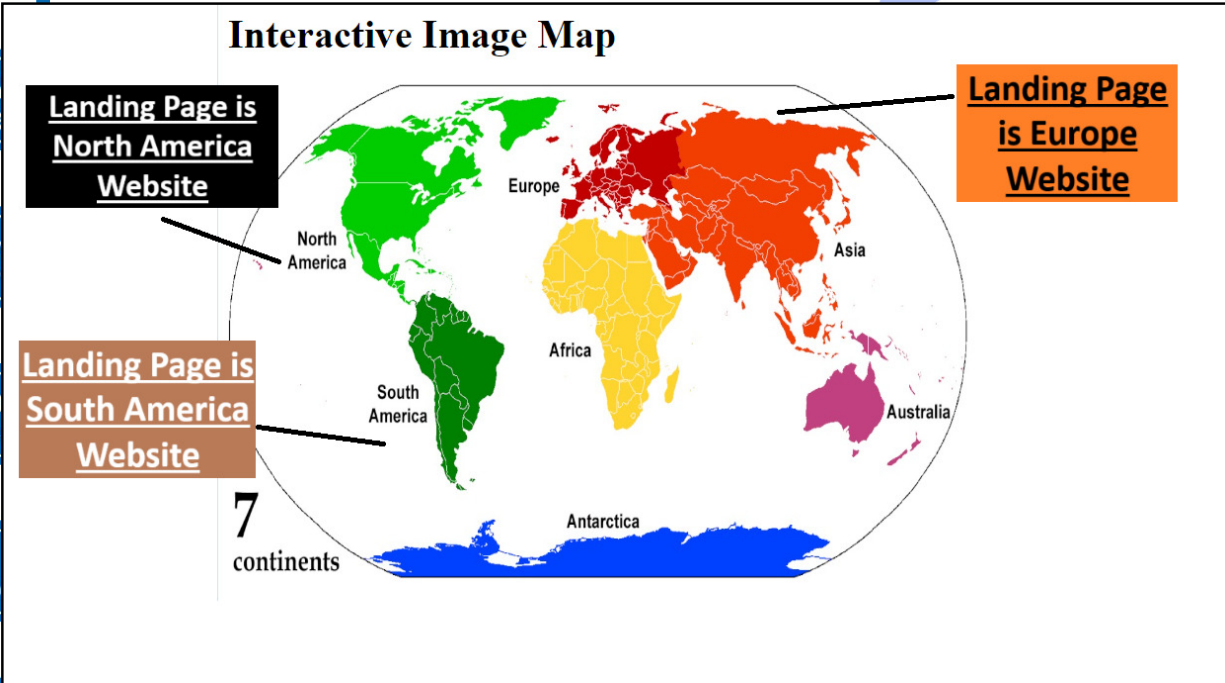 Interactive Image Map
Landing Page is
North America
Website
Landing Page
is Europe
Website
Europe
North
America
Asia
Africa
Landing Page is
South America
Website
South
America
Australia
7
continents
Antarctica